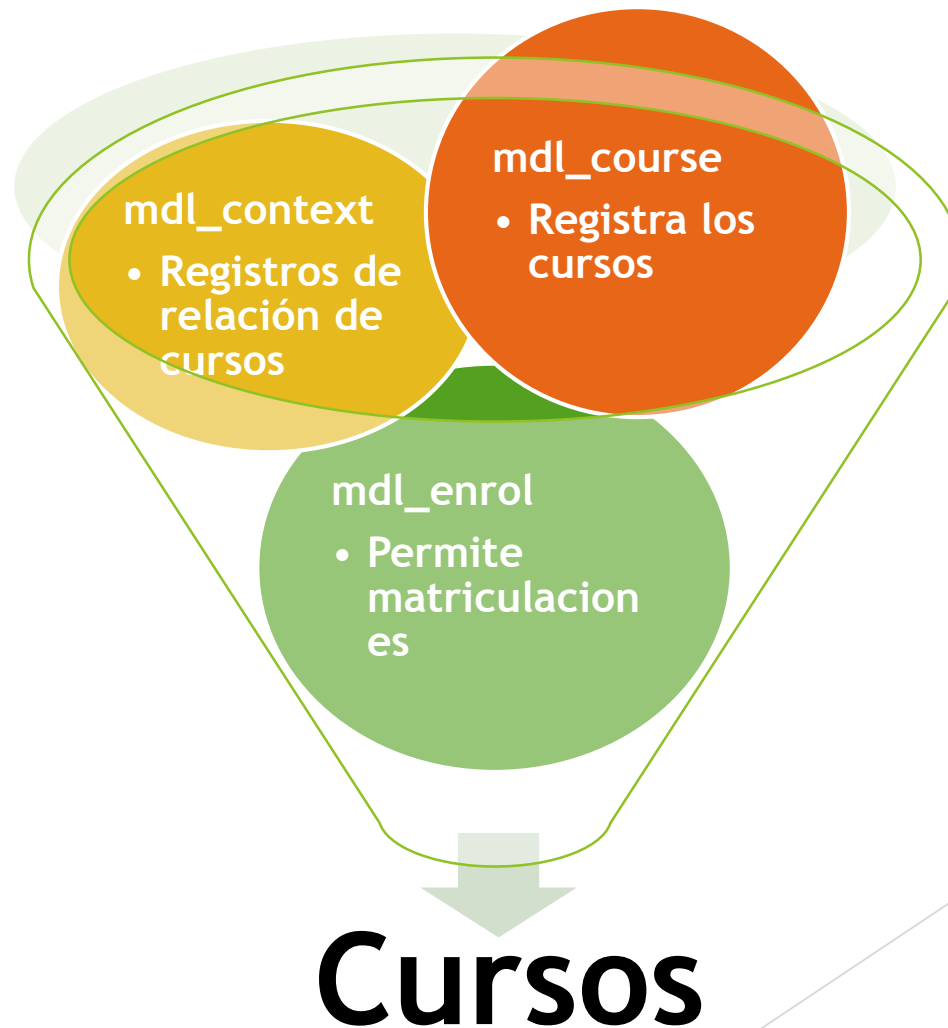 mdl_course
• Registra los
cursos
mdl_context
• Registros de
relación de
cursos
mdl_enrol
• Permite
matriculacion
es
Cursos